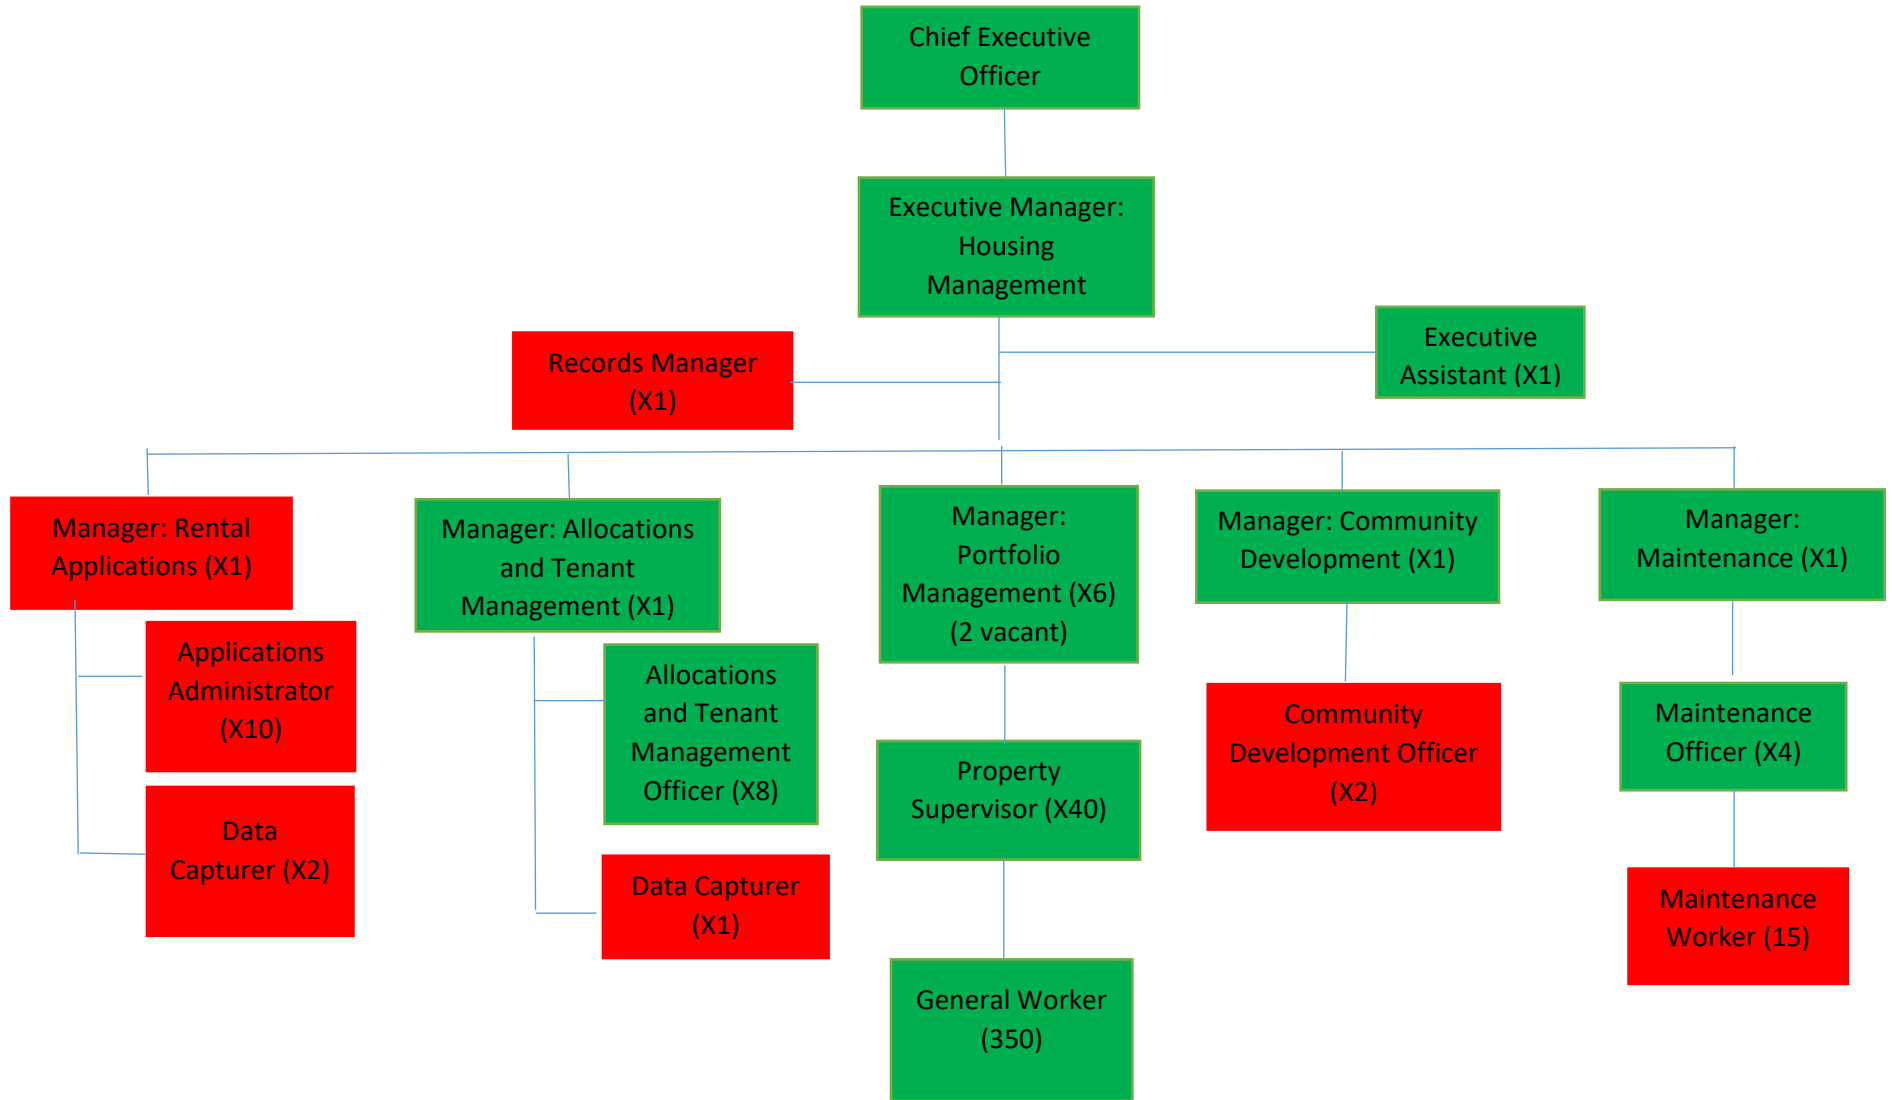 Chief Executive
Officer
Executive Manager:
Housing
Management
Executive
Assistant (X1)
Records Manager
(X1)
Manager: Rental
Applications (X1)
Manager: Allocations
and Tenant
Management (X1)
Manager:
Portfolio
Management (X6)
(2 vacant)
Manager: Community
Development (X1)
Manager:
Maintenance (X1)
Applications
Administrator
(X10)
Data
Capturer (X2)
Allocations
and Tenant
Management
Officer (X8)
Data Capturer
(X1)
Property
Supervisor (X40)
General Worker
(350)
Community
Development Officer
(X2)
Maintenance
Officer (X4)
Maintenance
Worker (15)